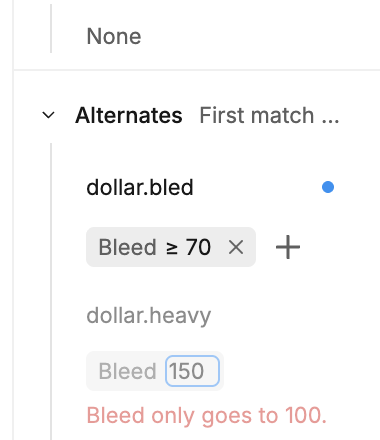 None
Alternates First match ...
dollar.bled
Bleed ≥ 70 ×
dollar.heavy
Bleed 150
Bleed only goes to 100.